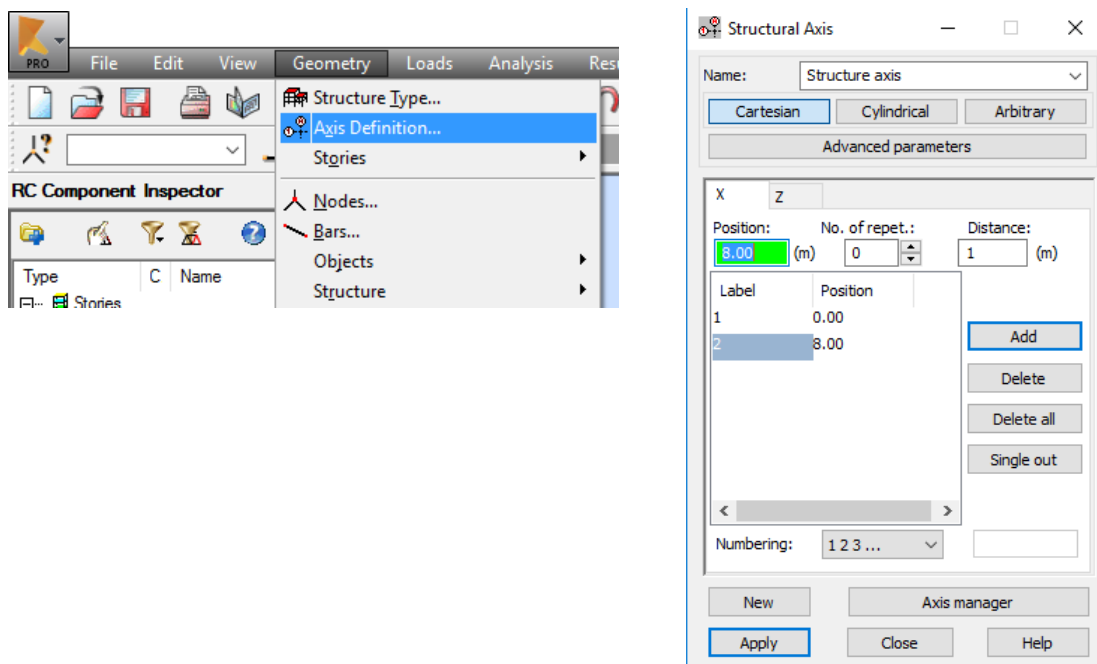 PRO File Edit View Geometry Loads Analysis Res
Structure Type...
Axis Definition...
Stories
RC Component Inspector
Nodes...
Bars...
Objects
Type C Name
Structure
Stories
Structural Axis
Name: Structure axis
Cartesian Cylindrical Arbitrary
Advanced parameters
X Z
Position: No. of repet.: Distance:
8.00 (m) 0 1 (m)
Label Position
1 0.00
2 8.00
Add
Delete
Delete all
Single out
Numbering: 1 2 3 ...
New Axis manager
Apply Close Help